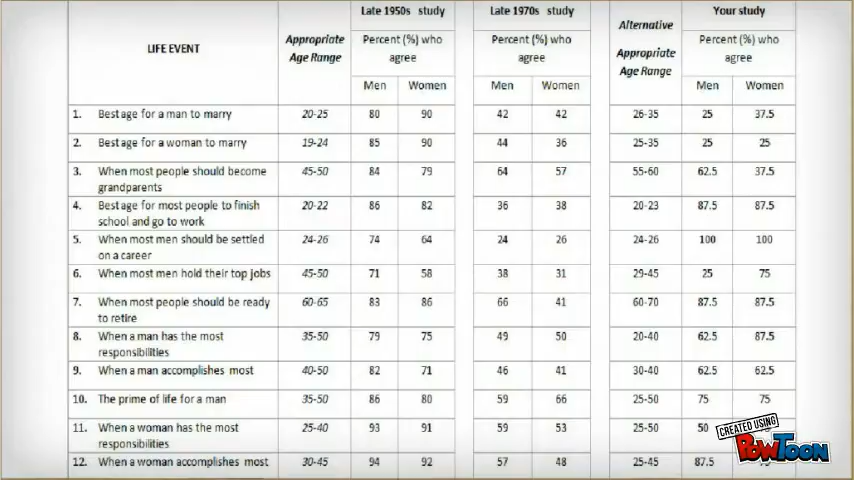 Late 1950s study Late 1970s study Your study
Alternative
LIFE EVENT Appropriate Age Range Percent (%) who agree Percent (%) who agree Appropriate Age Range Percent (%) who agree
Men Women Men Women Men Women
1. Best age for a man to marry 20-25 80 90 42 42 26-35 25 37.5
2. Best age for a woman to marry 19-24 85 90 44 36 25-35 25 25
3. When most people should become 45-50 84 79 64 57 55-60 62.5 37.5
grandparents
4. Best age for most people to finish 20-22 86 82 36 38 20-23 87.5 87.5
school and go to work
5. When most men should be settled 24-26 74 64 24 26 24-26 100 100
on a career
6. When most men hold their top jobs 45-50 71 58 38 31 29-45 25 75
7. When most people should be ready 60-65 83 86 66 41 60-70 87.5 87.5
to retire
8. When a man has the most 35-50 79 75 49 50 20-40 62.5 87.5
responsibilities
9. When a man accomplishes most 40-50 82 71 46 41 30-40 62.5 62.5
10. The prime of life for a man 35-50 86 80 59 66 25-50 75 75
11. When a woman has the most 25-40 93 91 59 53 25-50 50
responsibilities
12. When a woman accomplishes most 30-45 94 92 57 48 25-45 87.5
CREATED USING
POWTOON